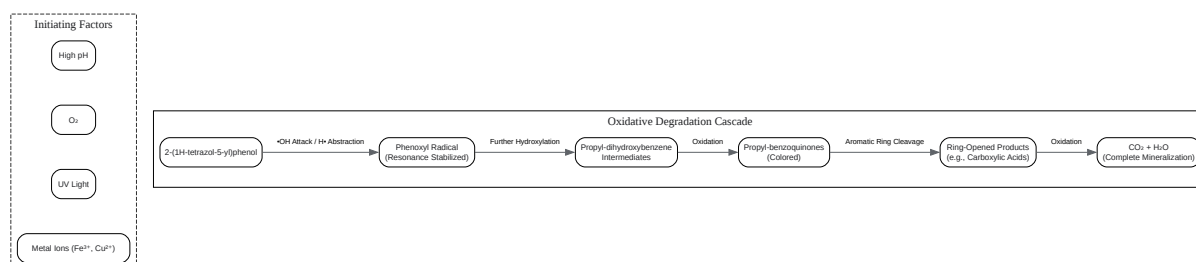 Initiating Factors
High pH
O₂
UV Light
Metal Ions (Fe³⁺, Cu²⁺)
Oxidative Degradation Cascade
2-(1H-tetrazol-5-yl)phenol
•OH Attack / H• Abstraction
Phenoxyl Radical
(Resonance Stabilized)
Further Hydroxylation
Propyl-dihydroxybenzene
Intermediates
Oxidation
Propyl-benzoquinones
(Colored)
Aromatic Ring Cleavage
Ring-Opened Products
(e.g., Carboxylic Acids)
Oxidation
CO₂ + H₂O
(Complete Mineralization)